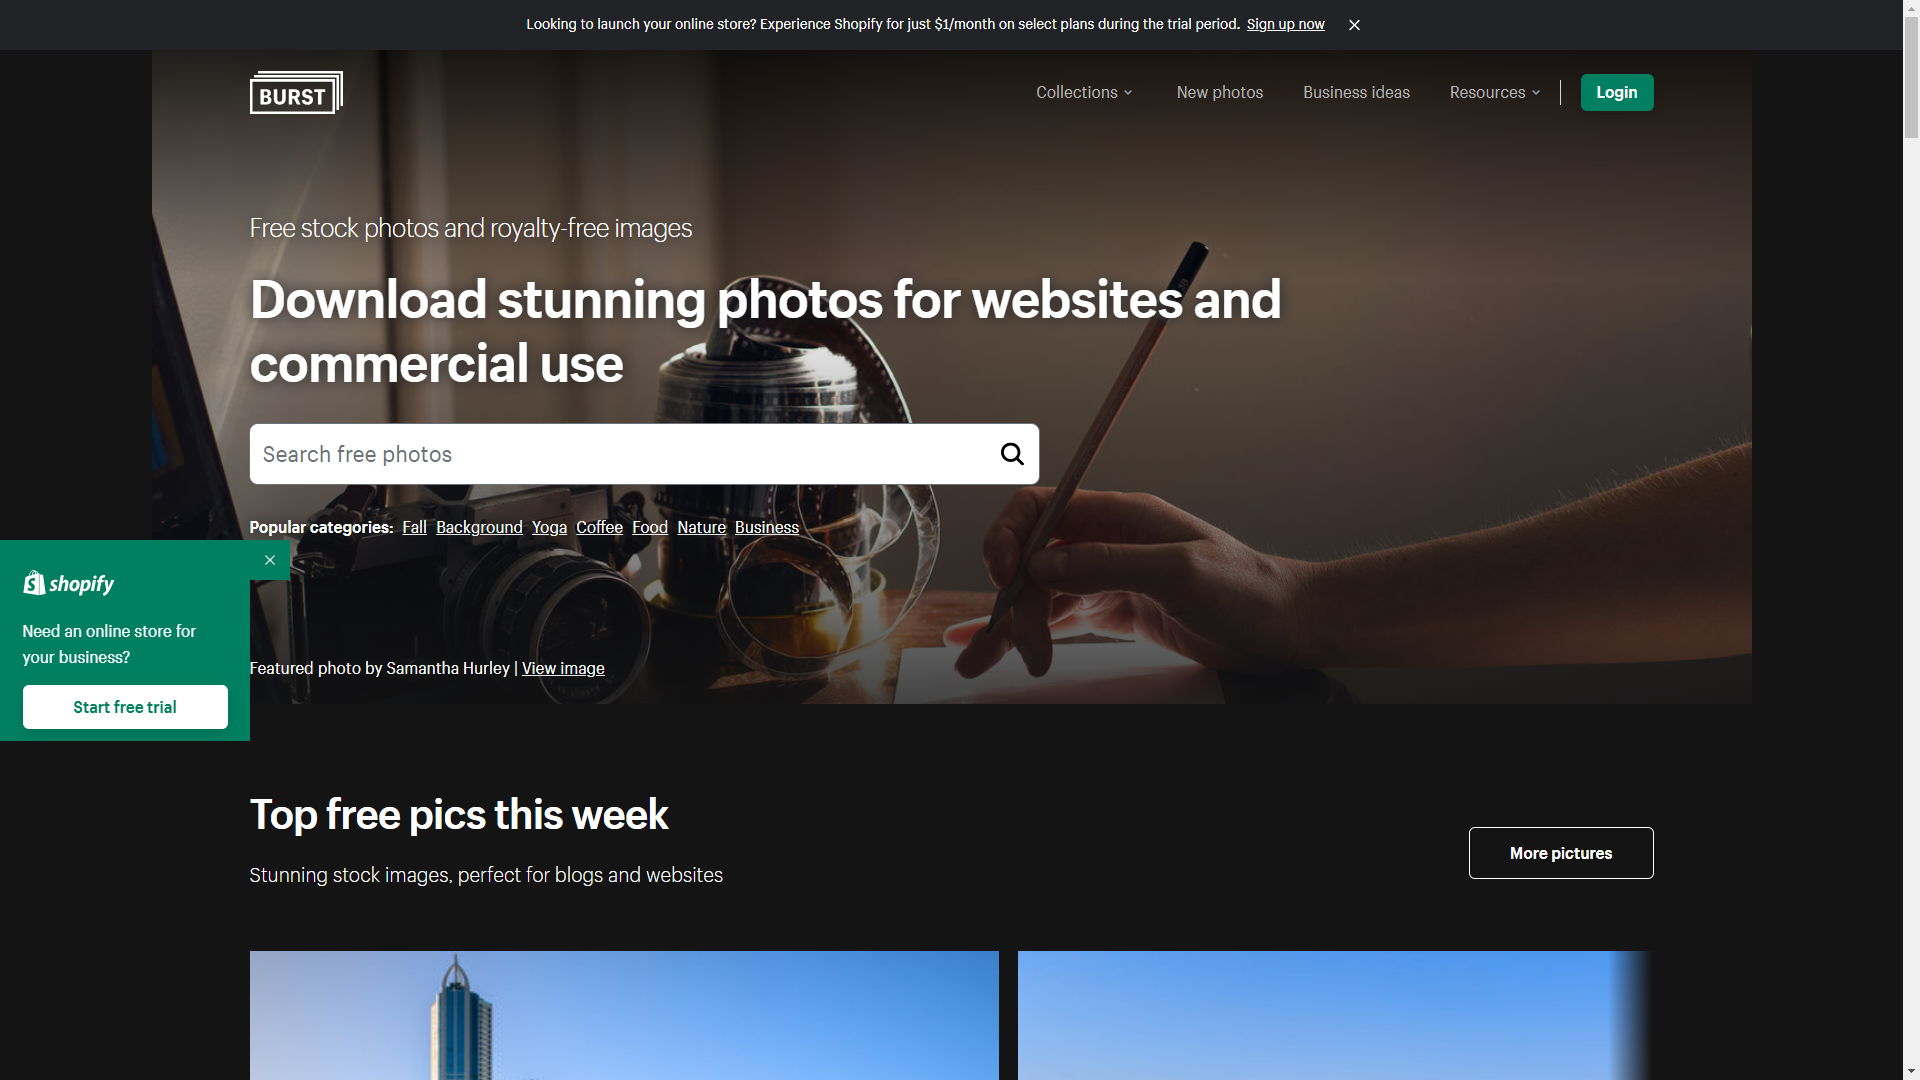 Looking to launch your online store? Experience Shopify for just $1/month on select plans during the trial period. Sign up now
BURST
Collections
New photos
Business ideas
Resources
Login
Free stock photos and royalty-free images
Download stunning photos for websites and
commercial use
Search free photos
Popular categories: Fall Background Yoga Coffee Food Nature Business
shopify
Need an online store for
your business?
Start free trial
Featured photo by Samantha Hurley | View image
Top free pics this week
Stunning stock images, perfect for blogs and websites
More pictures